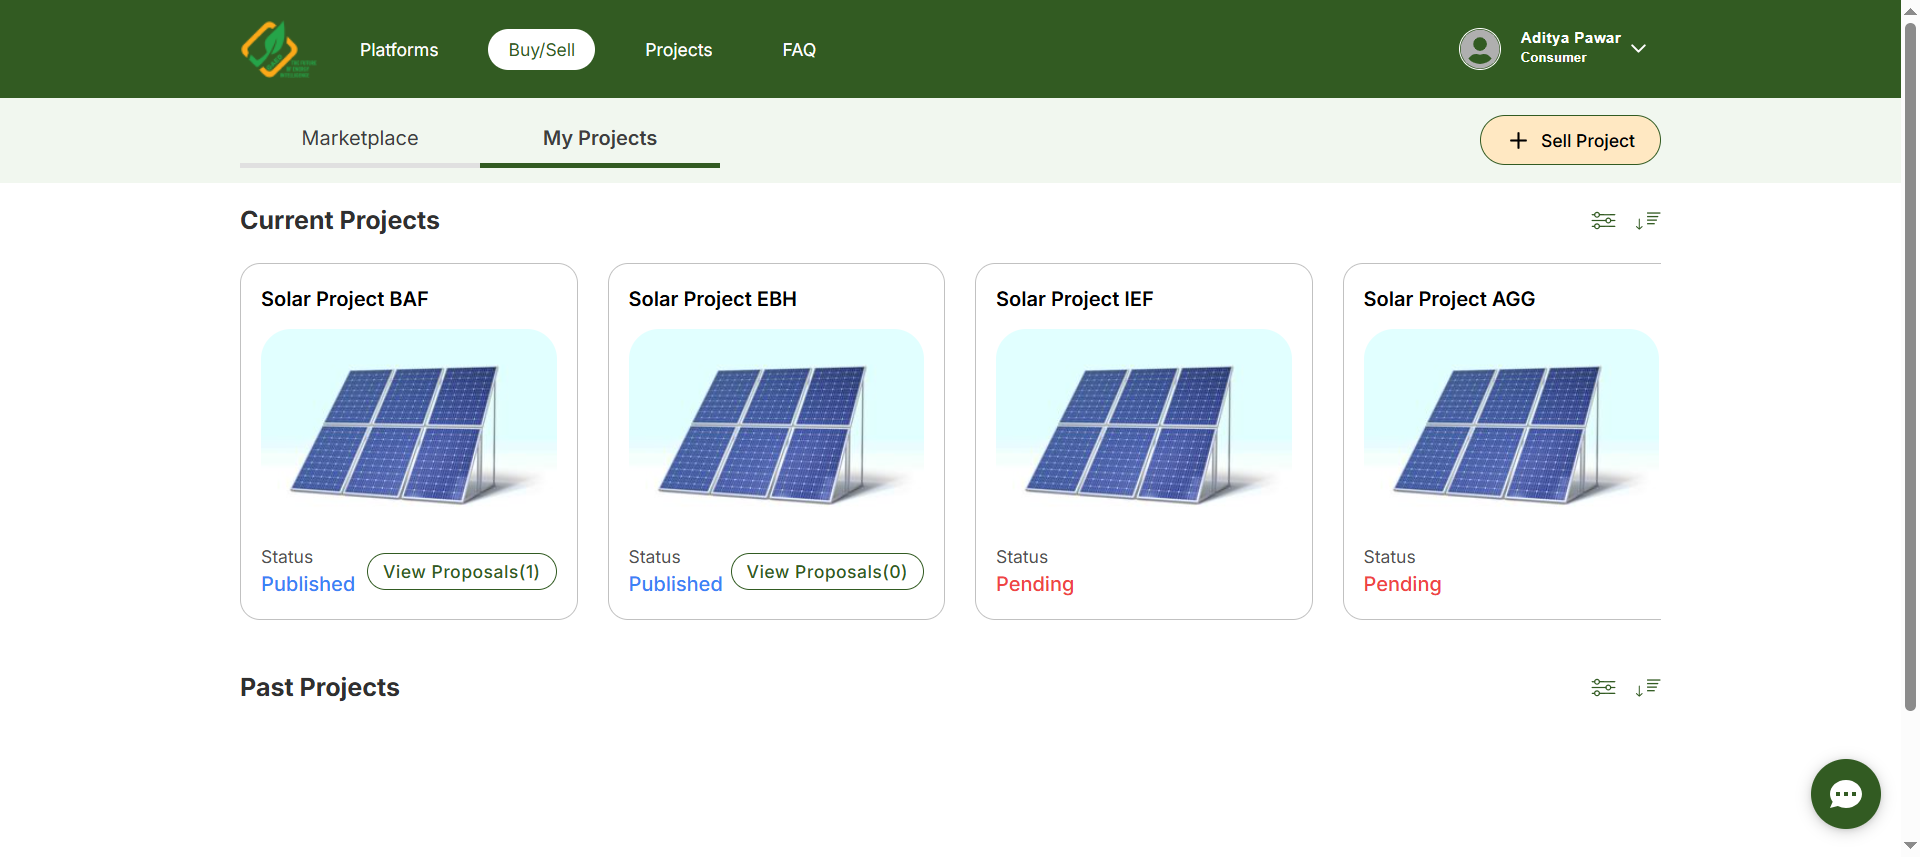 Platforms
Buy/Sell
Projects
FAQ
Aditya Pawar
Consumer
Marketplace
My Projects
Sell Project
Current Projects
Solar Project BAF
Status
Published
View Proposals(1)
Solar Project EBH
Status
Published
View Proposals(0)
Solar Project IEF
Status
Pending
Solar Project AGG
Status
Pending
Past Projects